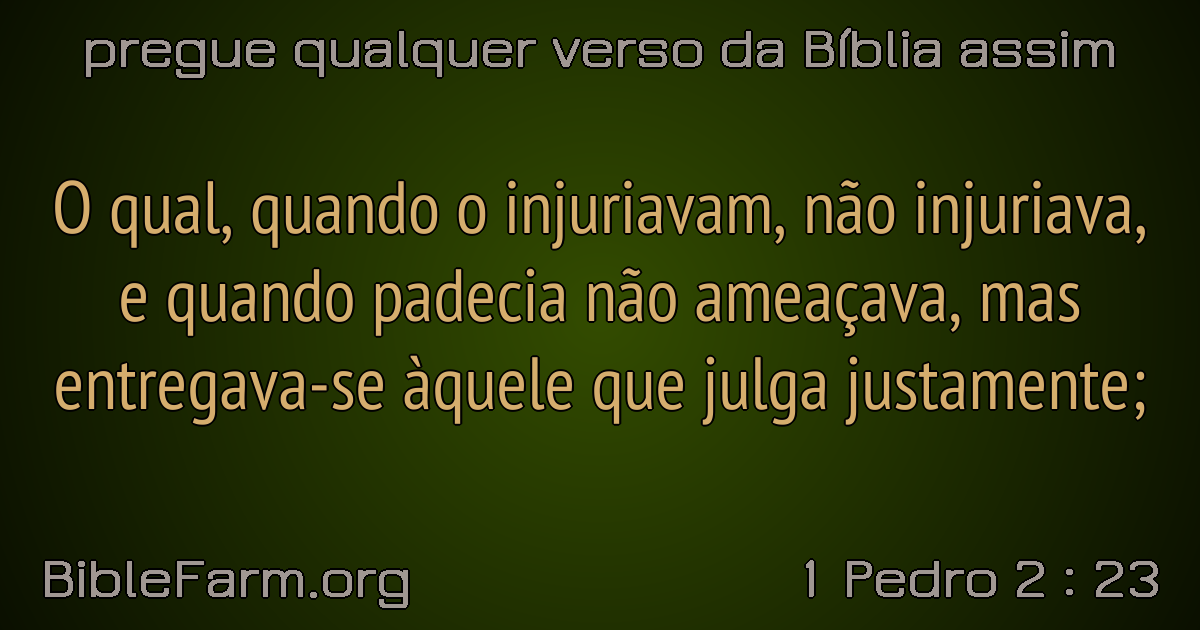 pregue qualquer verso da Bíblia assim
O qual, quando o injuriavam, não injuriava,
e quando padecia não ameaçava, mas
entregava-se àquele que julga justamente;
BibleFarm.org
1 Pedro 2 : 23